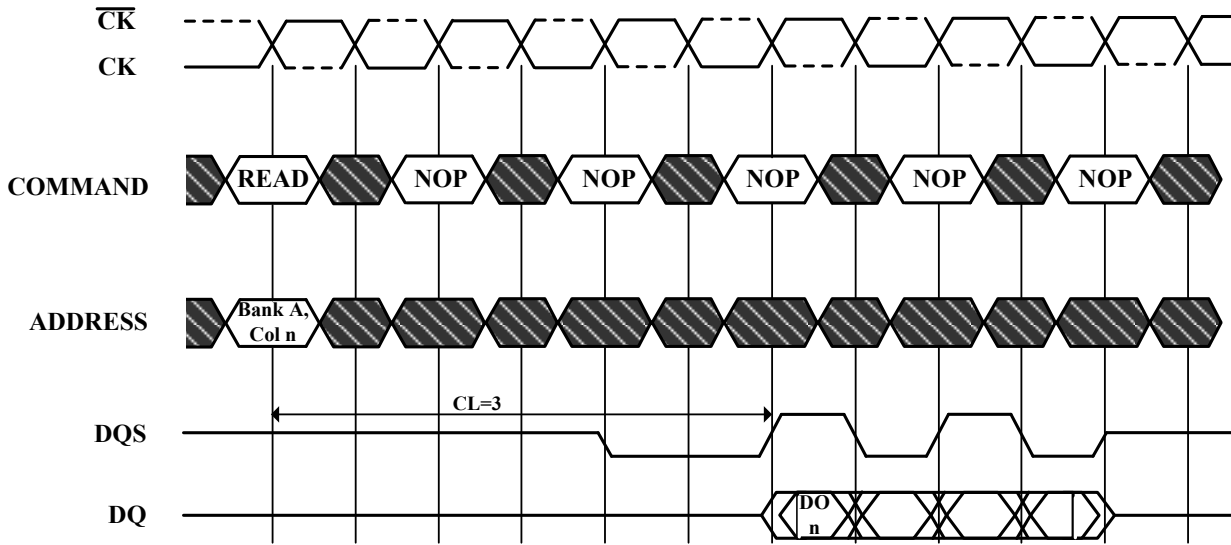 CK
CK
COMMAND
READ
NOP
NOP
NOP
NOP
NOP
ADDRESS
Bank A,
Col n
CL=3
DQS
DQ
DO
n